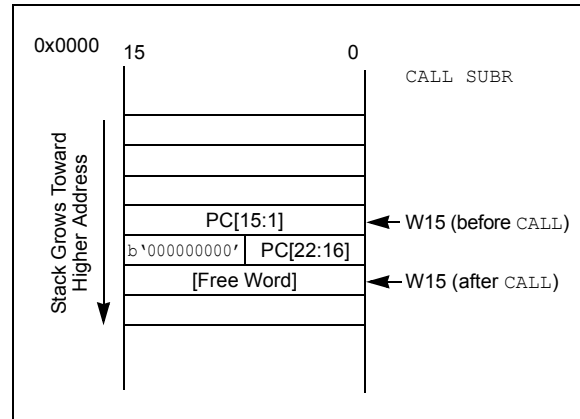 0x0000
15 0
CALL SUBR
Stack Grows Toward
Higher Address
PC[15:1]
W15 (before CALL)
b‘000000000’ PC[22:16]
[Free Word]
W15 (after CALL)